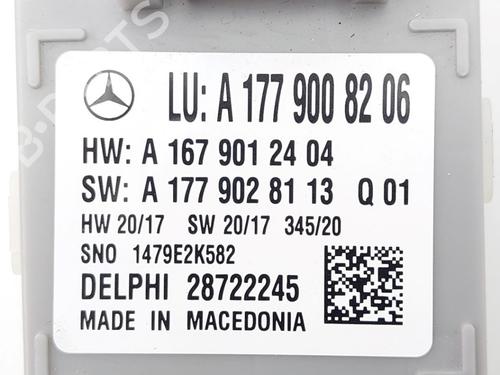 LU: A 177 900 82 06
HW: A 167 901 24 04
SW: A 177 902 81 13 Q 01
HW 20/17 SW 20/17 345/20
SNO 1479E2K582
DELPHI 28722245
MADE IN MACEDONIA